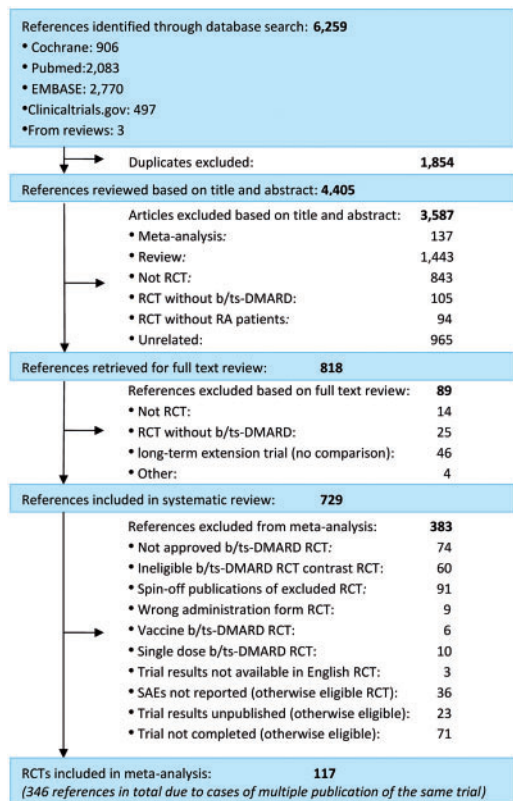 References identified through database search: 6,259
• Cochrane: 906
• Pubmed:2,083
• EMBASE: 2,770
•Clinicaltrials.gov: 497
•From reviews: 3
Duplicates excluded: 1,854
References reviewed based on title and abstract: 4,405
Articles excluded based on title and abstract: 3,587
• Meta-analysis: 137
• Review: 1,443
• Not RCT: 843
• RCT without b/ts-DMARD: 105
• RCT without RA patients: 94
• Unrelated: 965
References retrieved for full text review: 818
References excluded based on full text review: 89
• Not RCT: 14
• RCT without b/ts-DMARD: 25
• long-term extension trial (no comparison): 46
• Other: 4
References included in systematic review: 729
References excluded from meta-analysis: 383
• Not approved b/ts-DMARD RCT: 74
• Ineligible b/ts-DMARD RCT contrast RCT: 60
• Spin-off publications of excluded RCT: 91
• Wrong administration form RCT: 9
• Vaccine b/ts-DMARD RCT: 6
• Single dose b/ts-DMARD RCT: 10
• Trial results not available in English RCT: 3
• SAEs not reported (otherwise eligible RCT): 36
• Trial results unpublished (otherwise eligible): 23
• Trial not completed (otherwise eligible): 71
RCTs included in meta-analysis: 117
(346 references in total due to cases of multiple publication of the same trial)